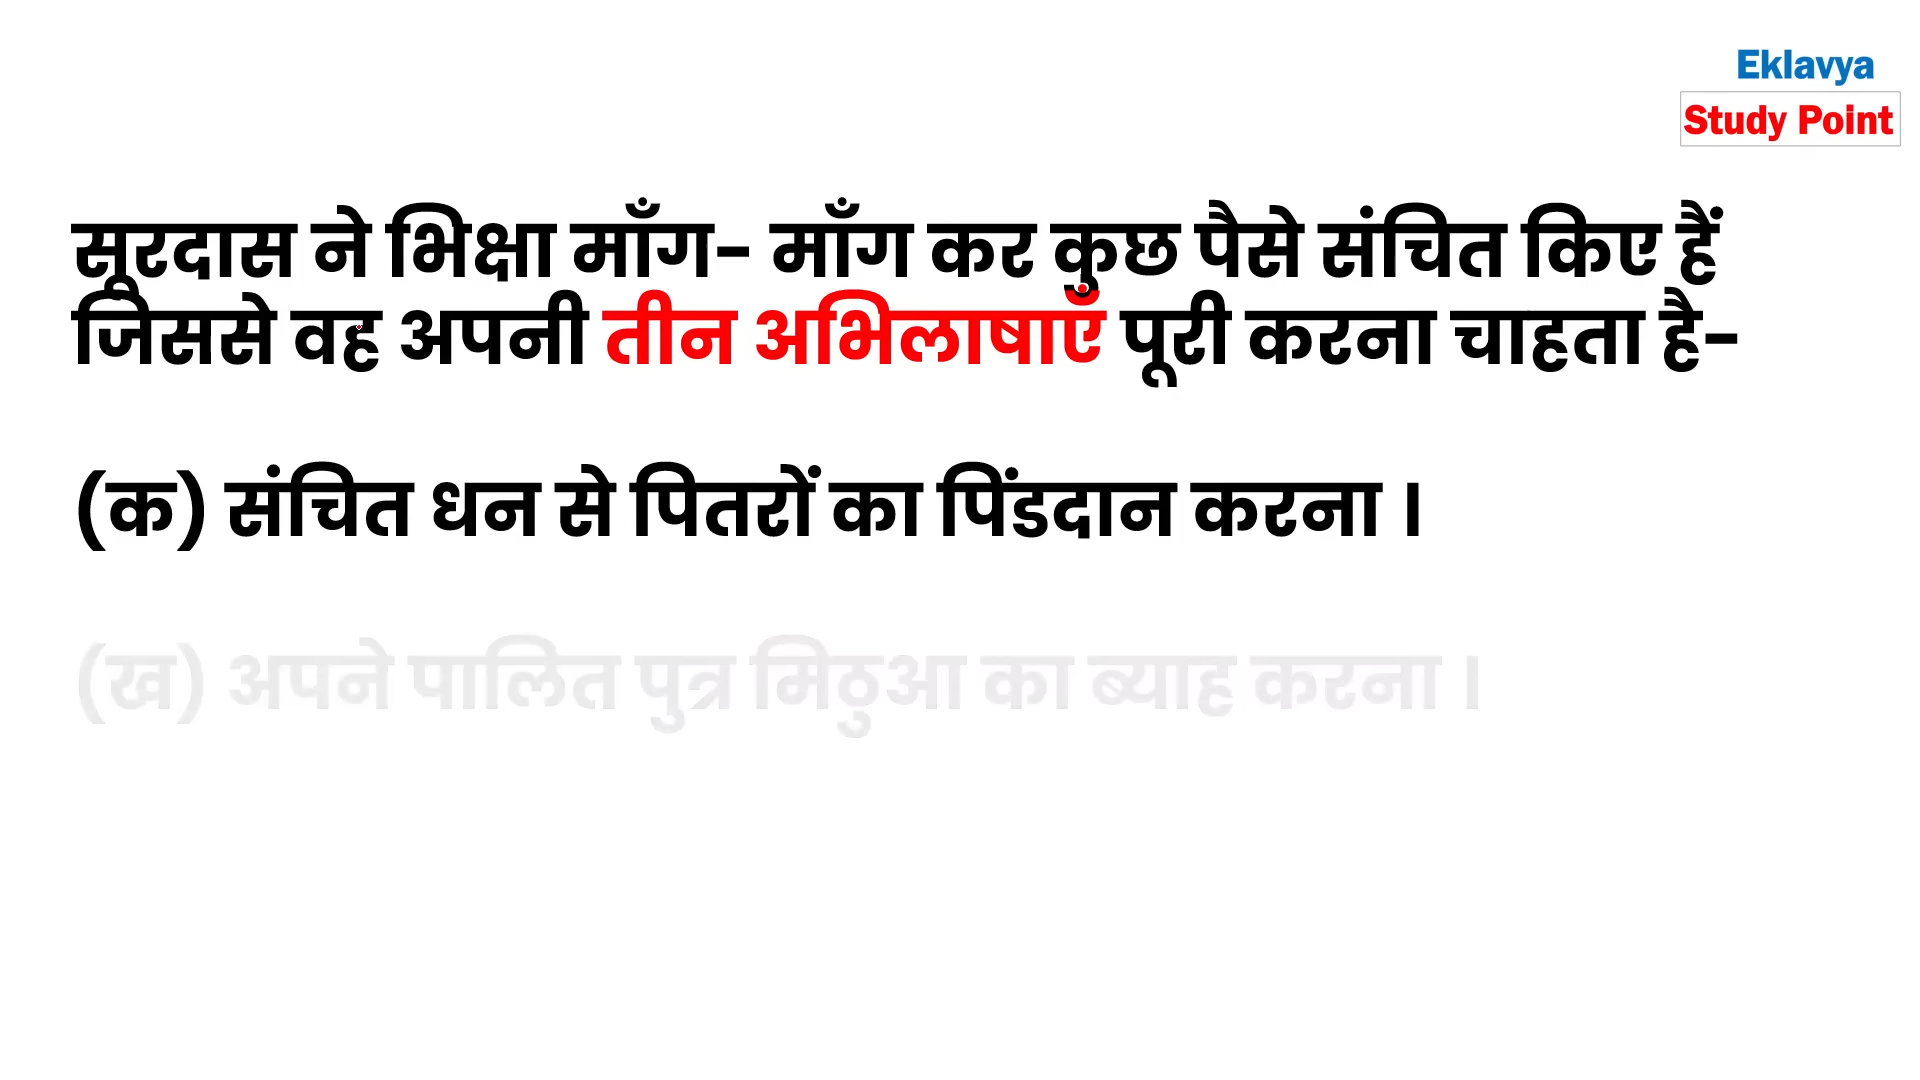 Eklavya
Study Point
सूरदास ने भिक्षा माँग- माँग कर कुछ पैसे संचित किए हैं
जिससे वह अपनी तीन अभिलाषाएँ पूरी करना चाहता है-
(क) संचित धन से पितरों का पिंडदान करना ।
(ख) अपने पालित पुत्र मिठुआ का ब्याह करना ।